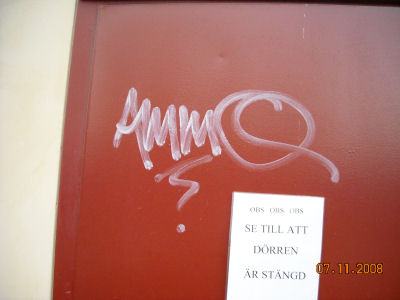 OBS OBS OBS
SE TILL ATT
DÖRREN
ÄR STÄNGD
07.11.2008